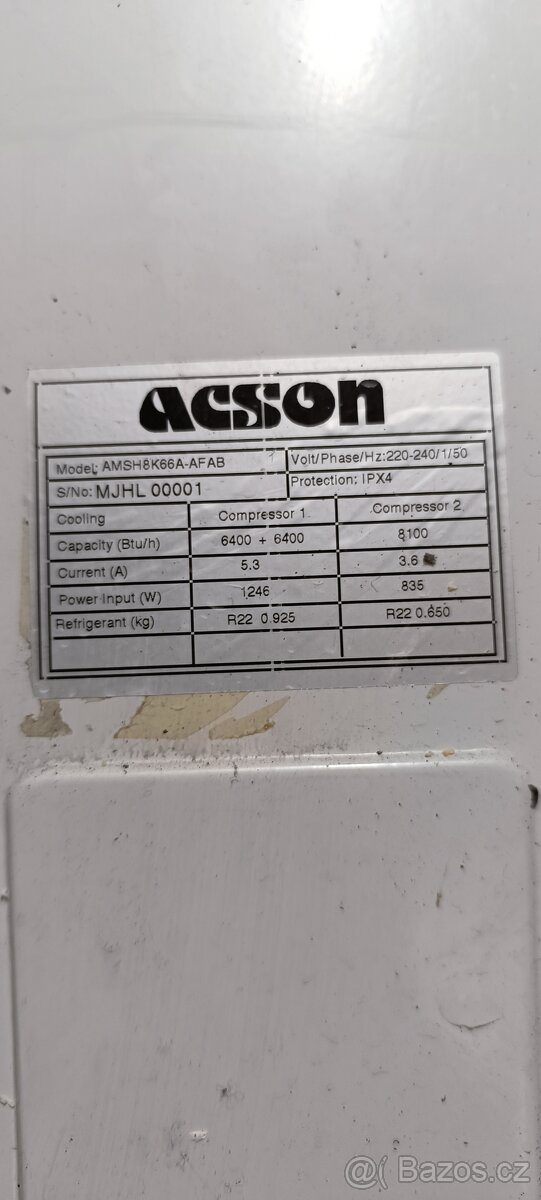 ACSON
Model: AMSH8K66A-AFAB Volt/Phase/Hz:220-240/1/50
S/No: MJHL 00001 Protection: IPX4
Cooling Compressor 1 Compressor 2
Capacity (Btu/h) 6400 + 6400 8100
Current (A) 5.3 3.6
Power Input (W) 1246 835
Refrigerant (kg) R22 0.925 R22 0.650
@( Bazos.cz